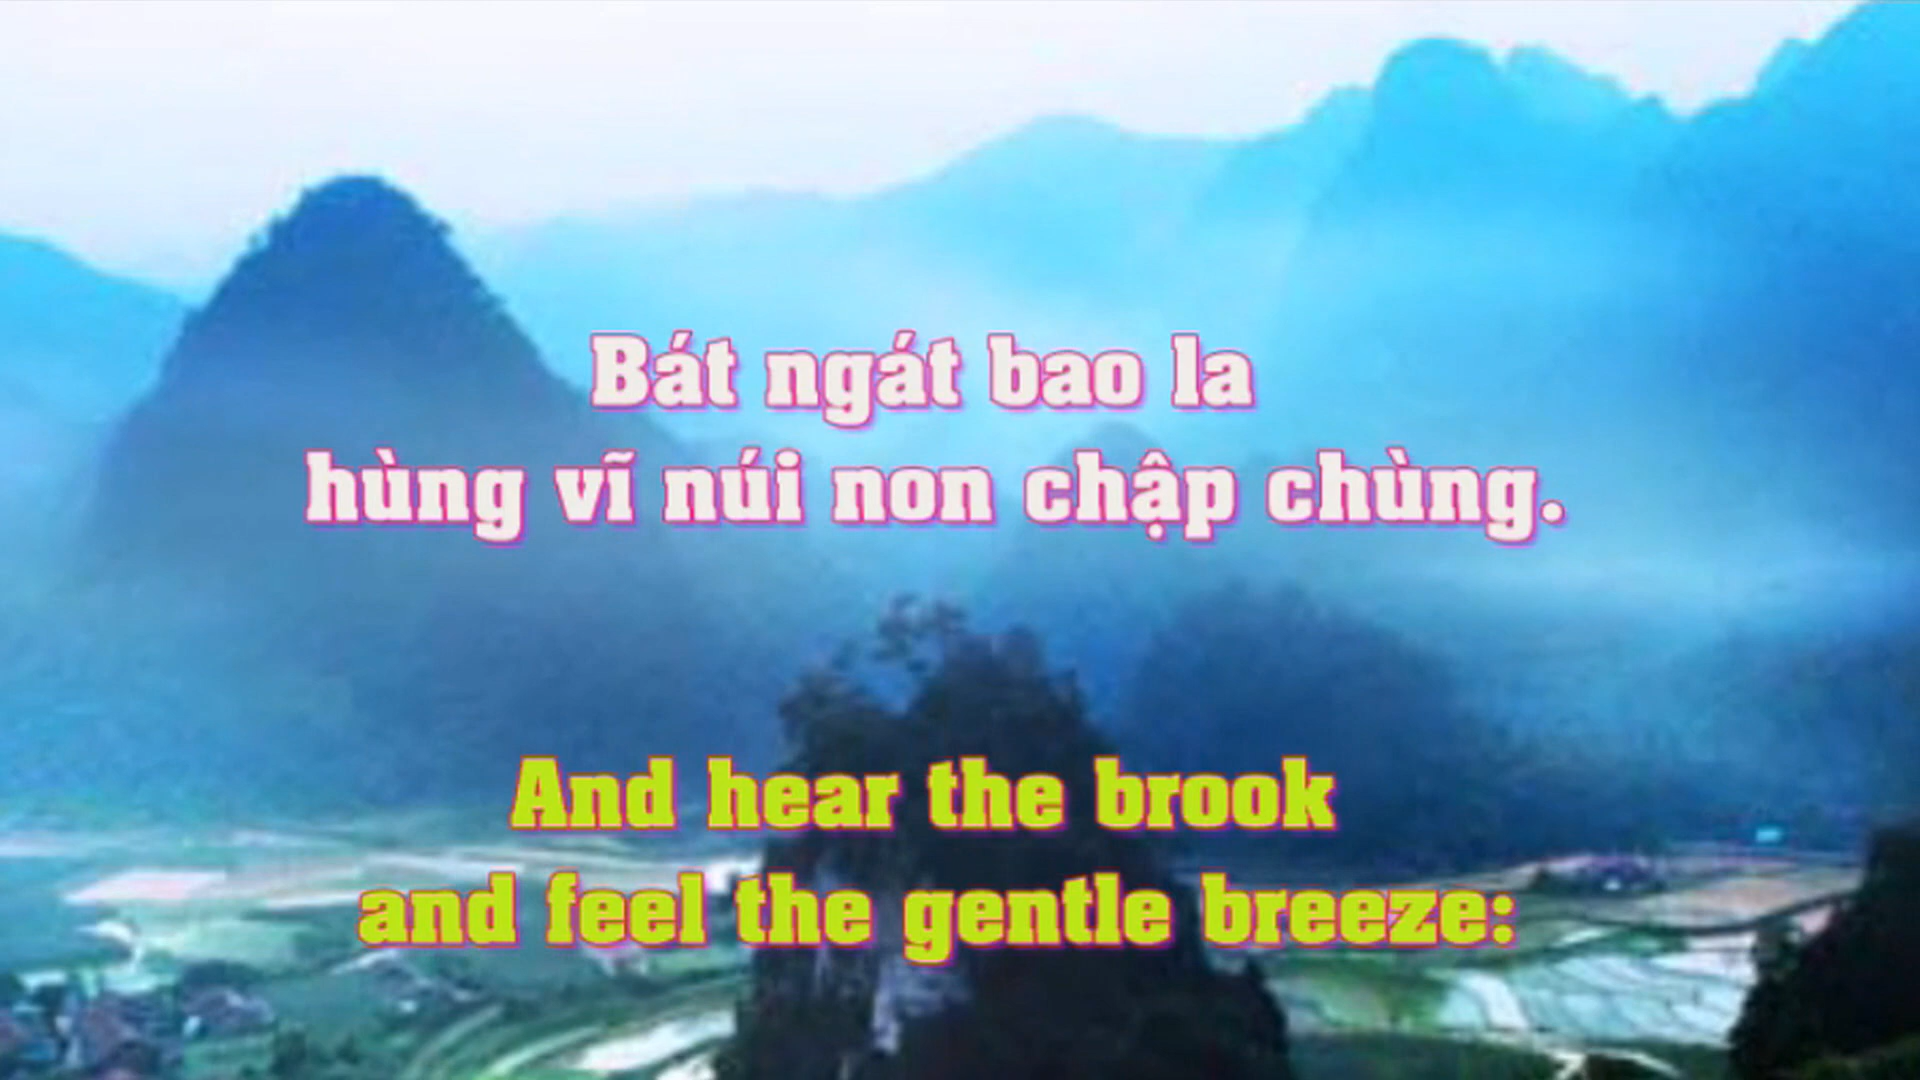 Bát ngát bao la
hùng vĩ núi non chập chùng.
And hear the brook
and feel the gentle breeze: